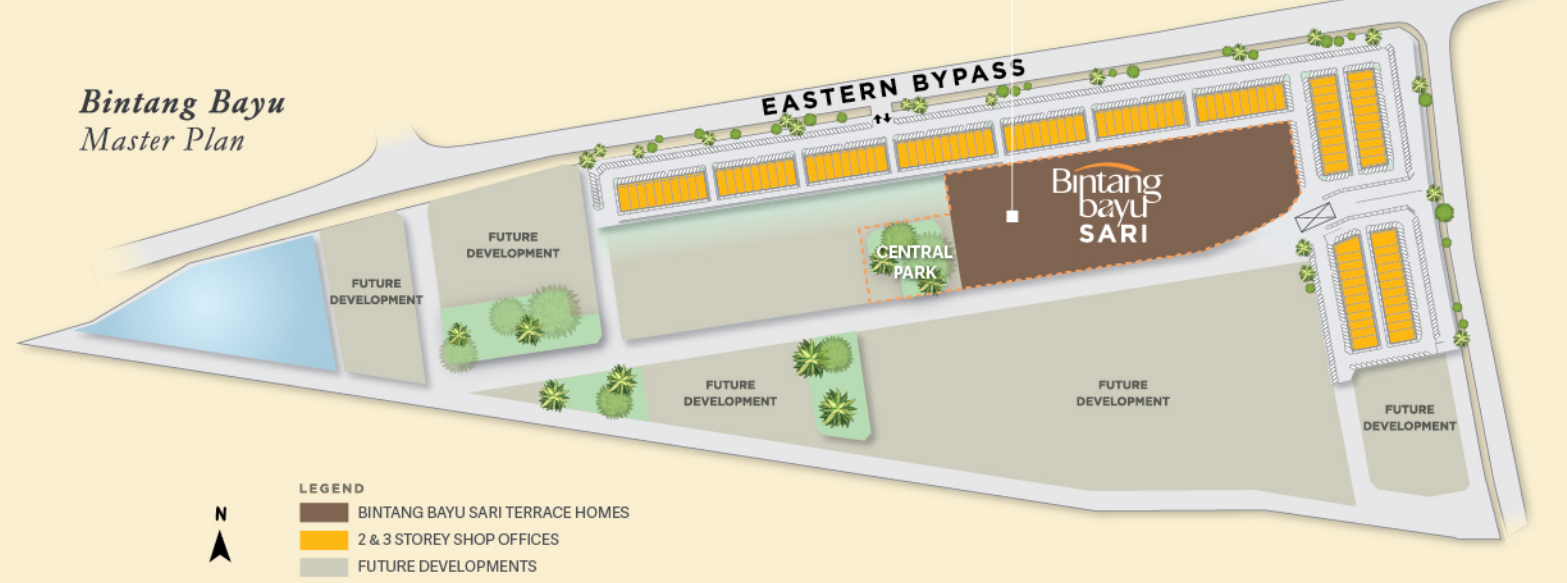 Bintang Bayu
Master Plan
EASTERN BYPASS
Bintang
bayu
SARI
CENTRAL
PARK
FUTURE
DEVELOPMENT
FUTURE
DEVELOPMENT
FUTURE
DEVELOPMENT
FUTURE
DEVELOPMENT
FUTURE
DEVELOPMENT
LEGEND
BINTANG BAYU SARI TERRACE HOMES
2 & 3 STOREY SHOP OFFICES
FUTURE DEVELOPMENTS
N